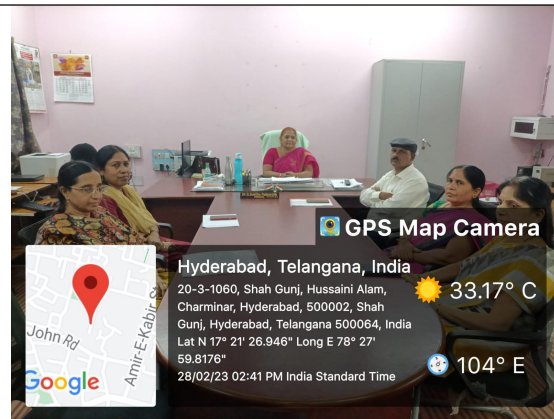 GPS Map Camera
Hyderabad, Telangana, India
20-3-1060, Shah Gunj, Hussaini Alam,
Charminar, Hyderabad, 500002, Shah
Gunj, Hyderabad, Telangana 500064, India
Lat N 17° 21' 26.946" Long E 78° 27'
59.8176"
28/02/23 02:41 PM India Standard Time
33.17° C
104° E
John Rd
Amir-E-Kabir
Google